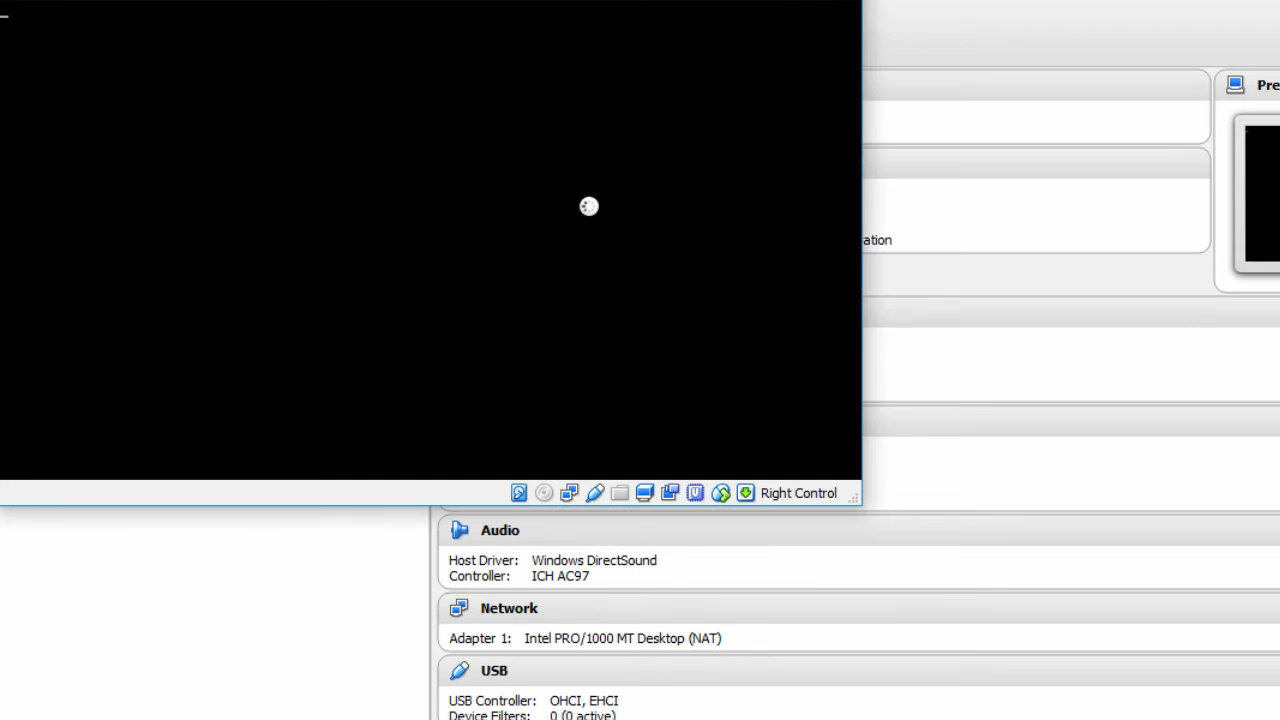 Pre
ation
Right Control
Audio
Host Driver: Windows DirectSound
Controller: ICH AC97
Network
Adapter 1: Intel PRO/1000 MT Desktop (NAT)
USB
USB Controller: OHCI, EHCI
Device Filters: 0 (0 active)